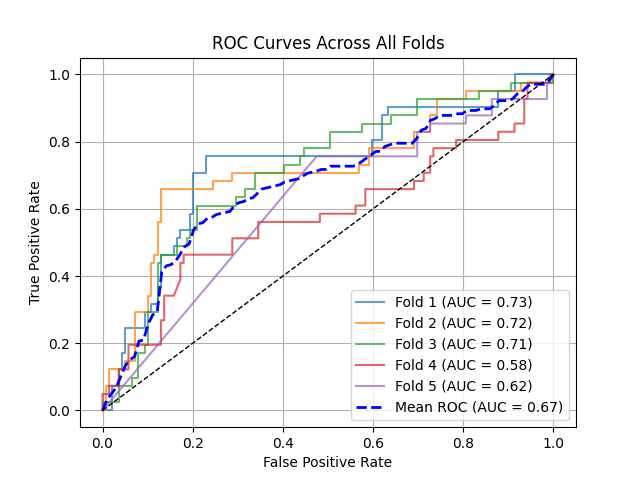 ROC Curves Across All Folds
True Positive Rate
1.0
0.8
0.6
0.4
0.2
0.0
Fold 1 (AUC = 0.73)
Fold 2 (AUC = 0.72)
Fold 3 (AUC = 0.71)
Fold 4 (AUC = 0.58)
Fold 5 (AUC = 0.62)
Mean ROC (AUC = 0.67)
0.0 0.2 0.4 0.6 0.8 1.0
False Positive Rate